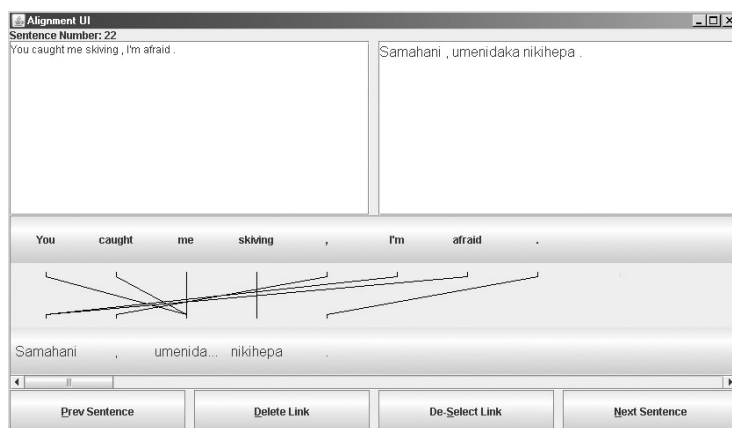 Alignment UI
Sentence Number: 22
You caught me skiving , I'm afraid .
Samahani , umenidaka nikihepa .
You caught me skiving , I'm afraid .
Samahani , umenida... nikihepa .
Prev Sentence Delete Link De-Select Link Next Sentence